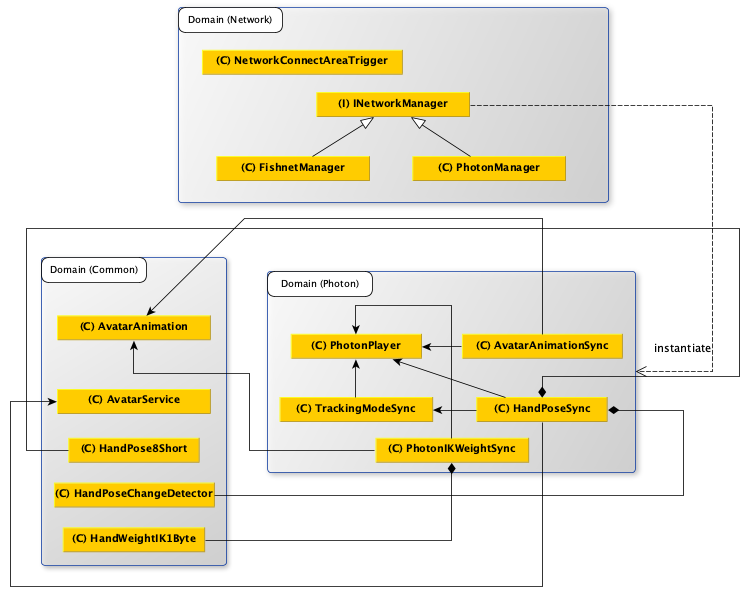 Domain (Network)
(C) NetworkConnectAreaTrigger
(I) INetworkManager
(C) FishnetManager
(C) PhotonManager
Domain (Common)
(C) AvatarAnimation
(C) AvatarService
(C) HandPose8Short
(C) HandPoseChangeDetector
(C) HandWeightIK1Byte
Domain (Photon)
(C) PhotonPlayer
(C) AvatarAnimationSync
(C) TrackingModeSync
(C) HandPoseSync
(C) PhotonIKWeightSync
instantiate